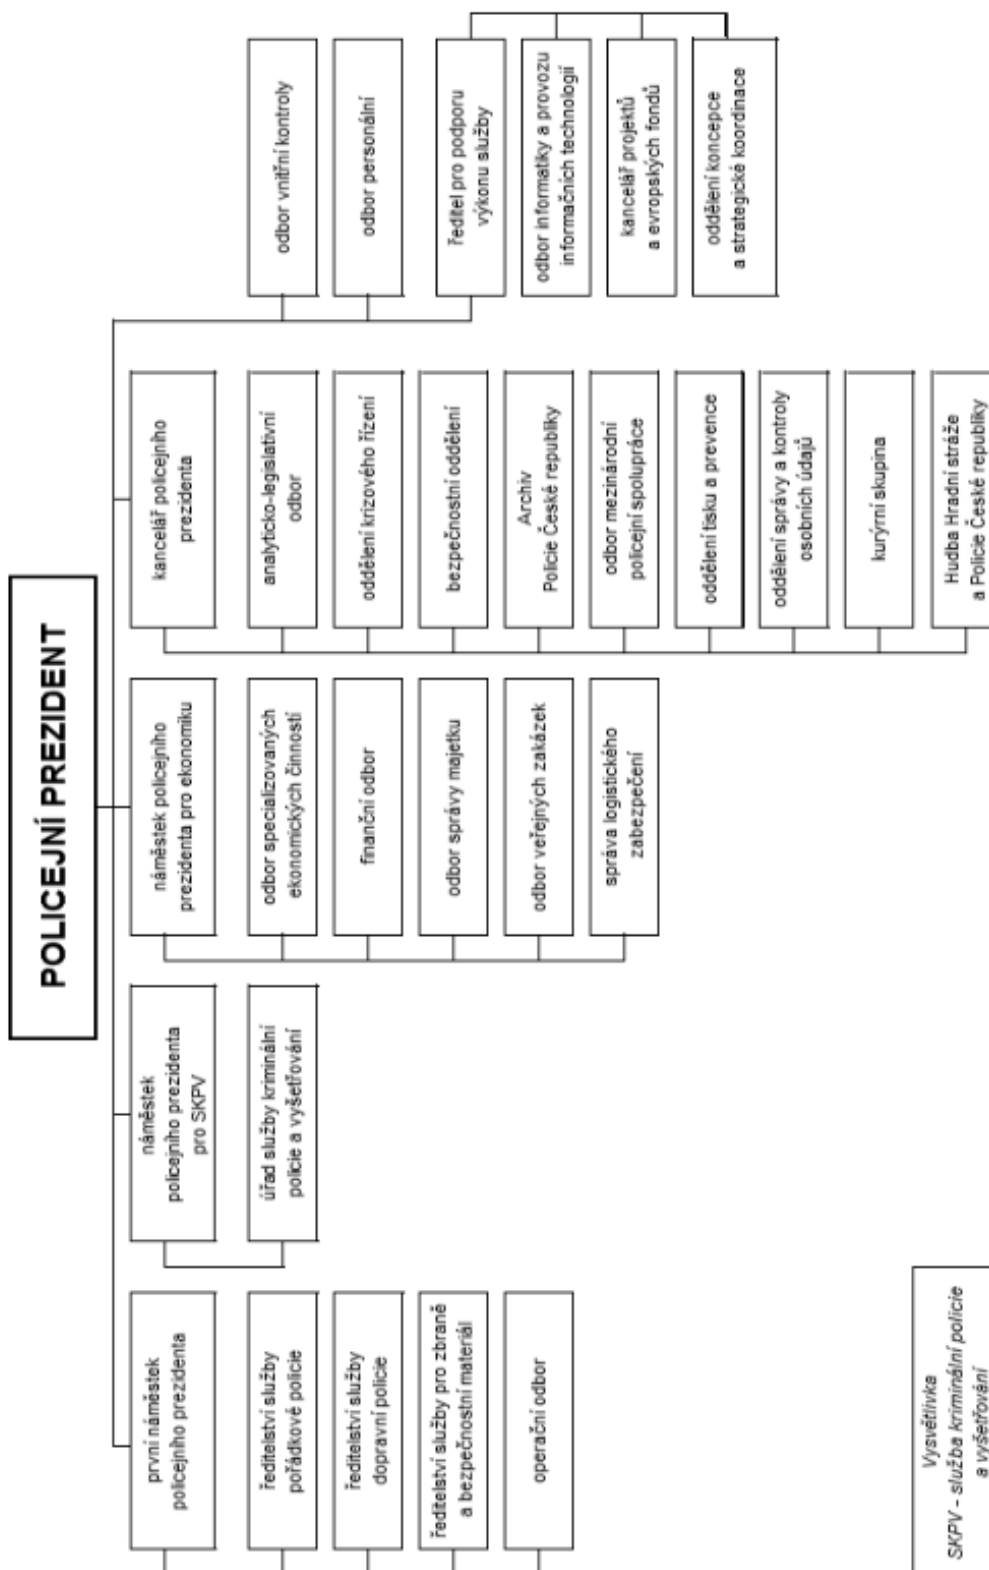 POLICEJNÍ PREZIDENT
první náměstek
policejního prezidenta
ředitelství služby
pořádkové policie
ředitelství služby
dopravní policie
ředitelství služby pro zbraně
a bezpečnostní materiál
operační odbor
náměstek
policejního prezidenta
pro SKPV
úřad služby kriminální
policie a vyšetřování
náměstek policejního
prezidenta pro ekonomiku
odbor specializovaných
ekonomických činností
finanční odbor
odbor správy majetku
odbor veřejných zakázek
správa logistického
zabezpečení
kancelář policejního
prezidenta
analyticko-legislativní
odbor
oddělení krizového řízení
bezpečnostní oddělení
Archiv
Policie České republiky
odbor mezinárodní
policejní spolupráce
oddělení tisku a prevence
oddělení správy a kontroly
osobních údajů
kurýrní skupina
Hudba Hradní stráže
a Policie České republiky
odbor vnitřní kontroly
odbor personální
ředitel pro podporu
výkonu služby
odbor informatiky a provozu
informačních technologií
kancelář projektů
a evropských fondů
oddělení koncepce
a strategické koordinace
Vysvětlivka
SKPV - služba kriminální policie
a vyšetřování